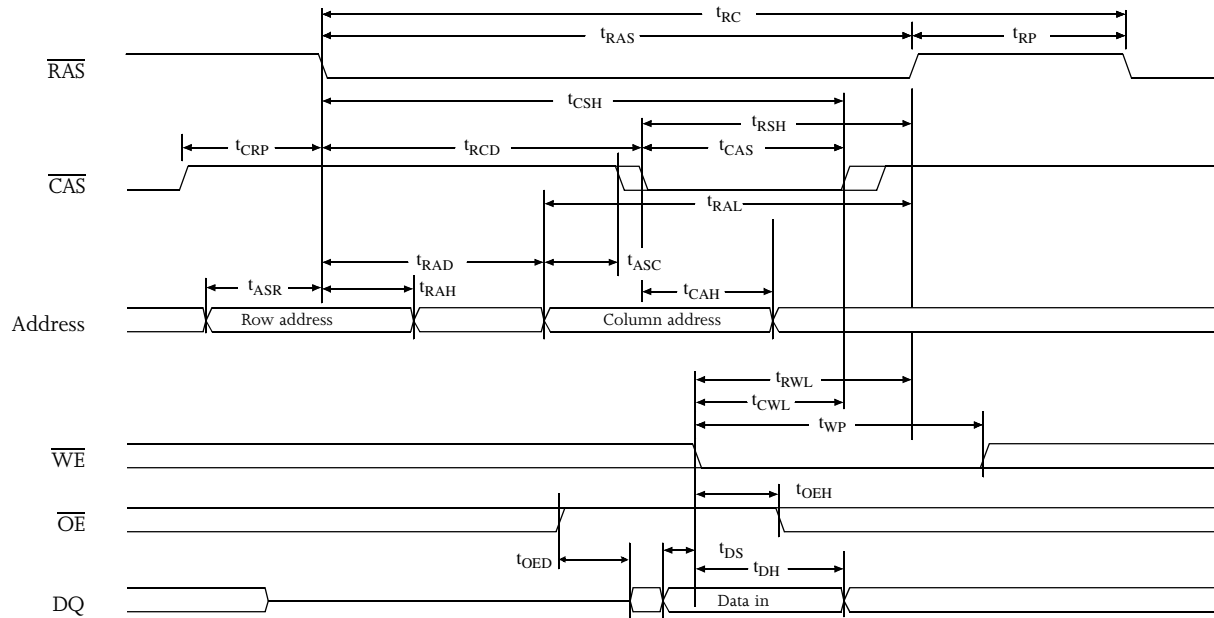 tRC
tRAS
tRP
RAS
tCSH
tRSH
tCRP
tRCD
tCAS
CAS
tRAL
tRAD
tASC
tASR
tRAH
tCAH
Address
Row address
Column address
tRWL
tCWL
tWP
WE
tOEH
OE
tOED
tDS
tDH
DQ
Data in